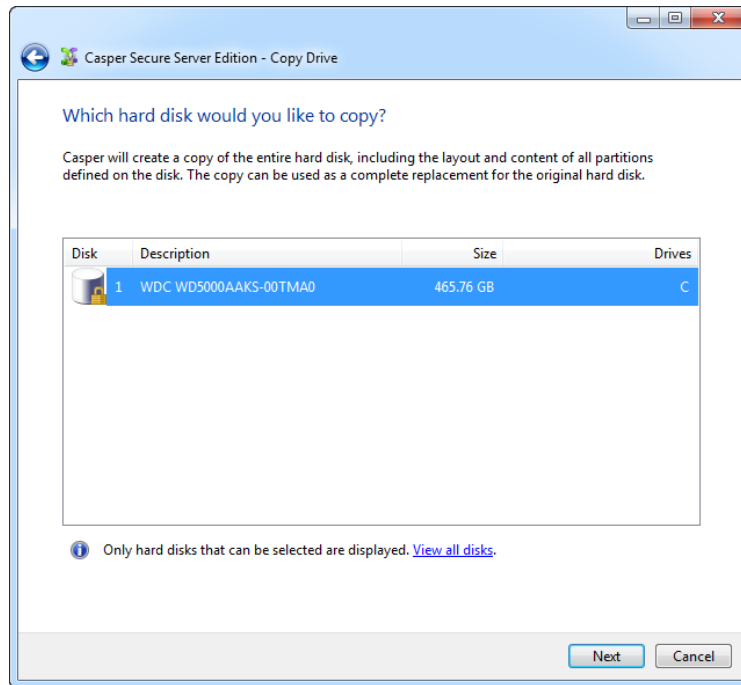 Casper Secure Server Edition - Copy Drive
Which hard disk would you like to copy?
Casper will create a copy of the entire hard disk, including the layout and content of all partitions
defined on the disk. The copy can be used as a complete replacement for the original hard disk.
Disk Description Size Drives
1 WDC WD5000AAKS-00TMA0 465.76 GB C
Only hard disks that can be selected are displayed. View all disks.
Next Cancel